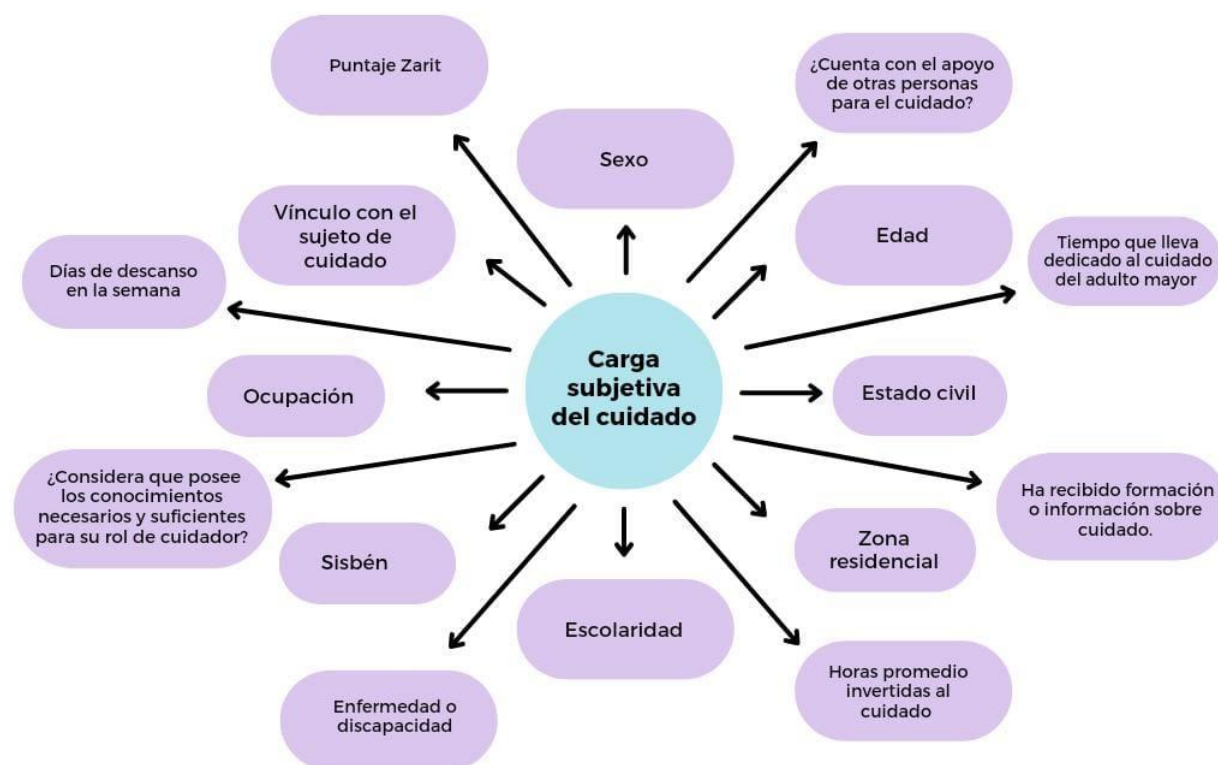 Puntaje Zarit
¿Cuenta con el apoyo
de otras personas
para el cuidado?
Sexo
Vínculo con el
sujeto de
cuidado
Edad
Tiempo que lleva
dedicado al cuidado
del adulto mayor
Días de descanso
en la semana
Carga
subjetiva
del cuidado
Ocupación
Estado civil
¿Considera que posee
los conocimientos
necesarios y suficientes
para su rol de cuidador?
Ha recibido formación
o información sobre
cuidado.
Sisbén
Zona
residencial
Escolaridad
Enfermedad o
discapacidad
Horas promedio
invertidas al
cuidado